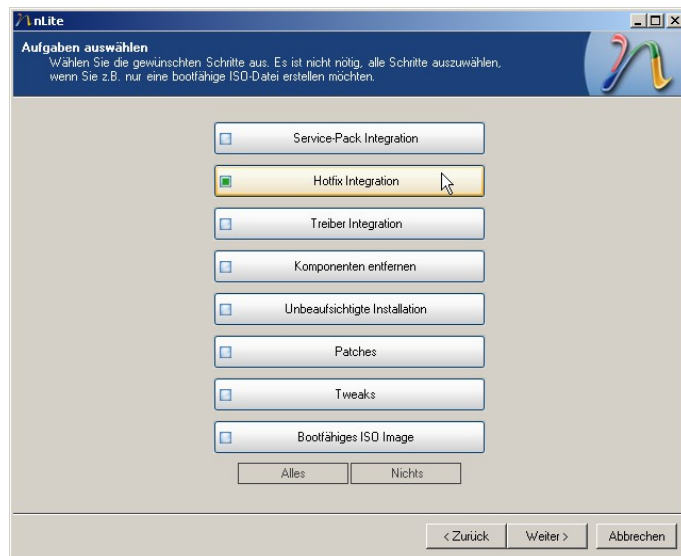 nLite
Aufgaben auswählen
Wählen Sie die gewünschten Schritte aus. Es ist nicht nötig, alle Schritte auszuwählen,
wenn Sie z.B. nur eine bootfähige ISO-Datei erstellen möchten.
Service-Pack Integration
Hotfix Integration
Treiber Integration
Komponenten entfernen
Unbeaufsichtigte Installation
Patches
Tweaks
Bootfähiges ISO Image
Alles Nichts
< Zurück Weiter > Abbrechen